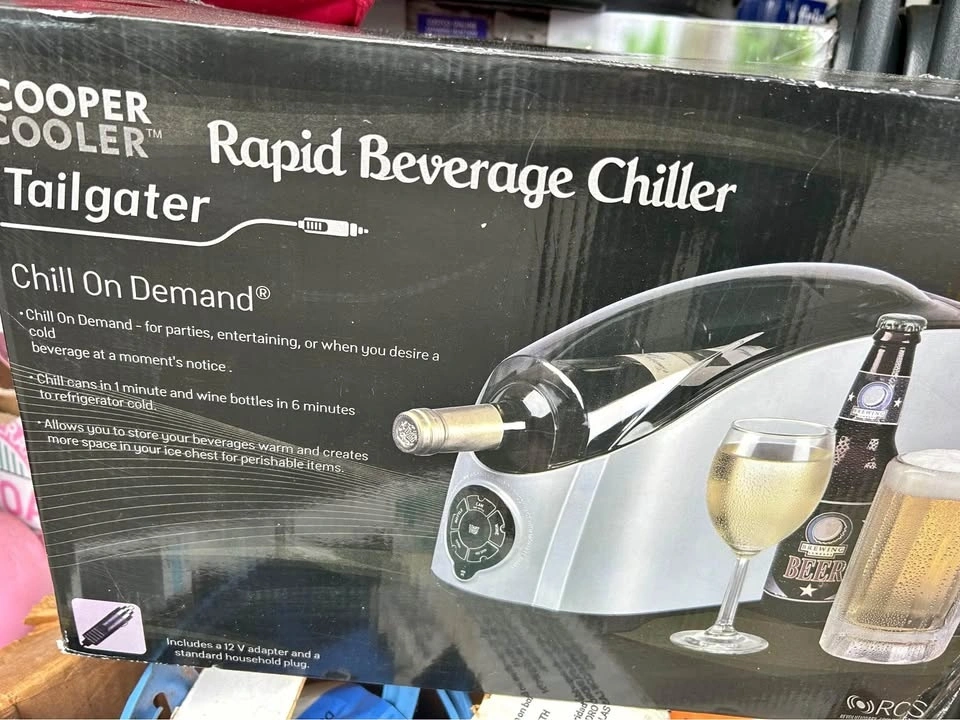 COOPER
COOLER™
Tailgater
Rapid Beverage Chiller
Chill On Demand®
• Chill On Demand - for parties, entertaining, or when you desire a
cold
beverage at a moment's notice .
• Chill cans in 1 minute and wine bottles in 6 minutes
to refrigerator cold.
• Allows you to store your beverages warm and creates
more space in your ice chest for perishable items.
BREWING
BREWING
BEER
Includes a 12 V adapter and a
standard household plug.
RCS